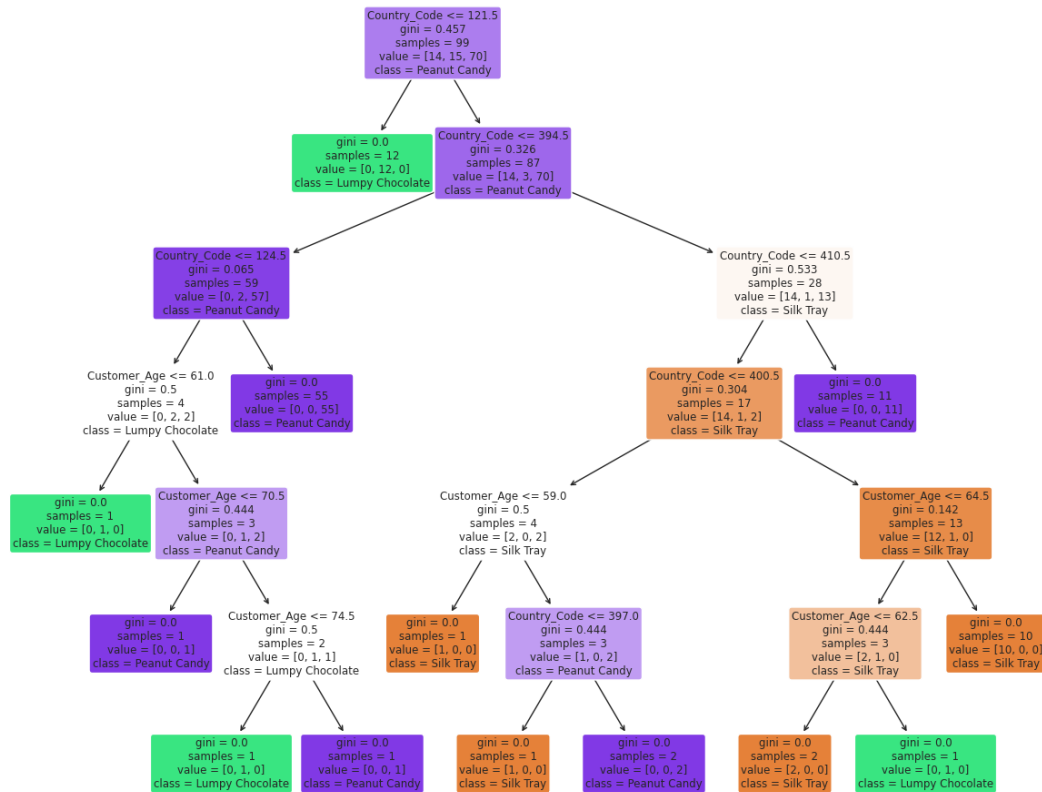 Country_Code <= 121.5
gini = 0.457
samples = 99
value = [14, 15, 70]
class = Peanut Candy
gini = 0.0
samples = 12
value = [0, 12, 0]
class = Lumpy Chocolate
Country_Code <= 394.5
gini = 0.326
samples = 87
value = [14, 3, 70]
class = Peanut Candy
Country_Code <= 124.5
gini = 0.065
samples = 59
value = [0, 2, 57]
class = Peanut Candy
Country_Code <= 410.5
gini = 0.533
samples = 28
value = [14, 1, 13]
class = Silk Tray
Customer_Age <= 61.0
gini = 0.5
samples = 4
value = [0, 2, 2]
class = Lumpy Chocolate
gini = 0.0
samples = 55
value = [0, 0, 55]
class = Peanut Candy
Country_Code <= 400.5
gini = 0.304
samples = 17
value = [14, 1, 2]
class = Silk Tray
gini = 0.0
samples = 11
value = [0, 0, 11]
class = Peanut Candy
gini = 0.0
samples = 1
value = [0, 1, 0]
class = Lumpy Chocolate
Customer_Age <= 70.5
gini = 0.444
samples = 3
value = [0, 1, 2]
class = Peanut Candy
Customer_Age <= 59.0
gini = 0.5
samples = 4
value = [2, 0, 2]
class = Silk Tray
Customer_Age <= 64.5
gini = 0.142
samples = 13
value = [12, 1, 0]
class = Silk Tray
gini = 0.0
samples = 1
value = [0, 0, 1]
class = Peanut Candy
Customer_Age <= 74.5
gini = 0.5
samples = 2
value = [0, 1, 1]
class = Lumpy Chocolate
gini = 0.0
samples = 1
value = [1, 0, 0]
class = Silk Tray
Country_Code <= 397.0
gini = 0.444
samples = 3
value = [1, 0, 2]
class = Peanut Candy
Customer_Age <= 62.5
gini = 0.444
samples = 3
value = [2, 1, 0]
class = Silk Tray
gini = 0.0
samples = 10
value = [10, 0, 0]
class = Silk Tray
gini = 0.0
samples = 1
value = [0, 1, 0]
class = Lumpy Chocolate
gini = 0.0
samples = 1
value = [0, 0, 1]
class = Peanut Candy
gini = 0.0
samples = 1
value = [1, 0, 0]
class = Silk Tray
gini = 0.0
samples = 2
value = [0, 0, 2]
class = Peanut Candy
gini = 0.0
samples = 2
value = [2, 0, 0]
class = Silk Tray
gini = 0.0
samples = 1
value = [0, 1, 0]
class = Lumpy Chocolate